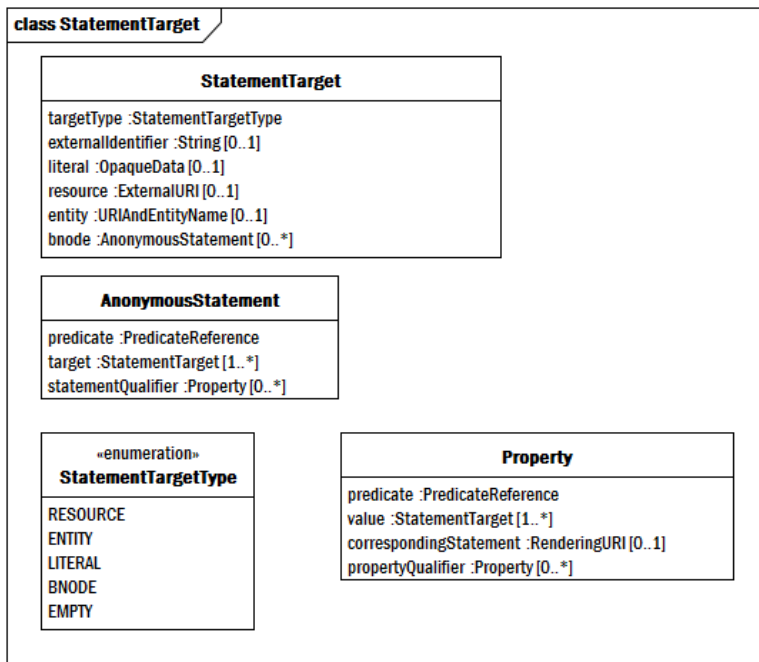 class StatementTarget
StatementTarget
targetType :StatementTargetType
externalIdentifier :String [0..1]
literal :OpaqueData [0..1]
resource :ExternalURI [0..1]
entity :URIAndEntityName [0..1]
bnode :AnonymousStatement [0..*]
AnonymousStatement
predicate :PredicateReference
target :StatementTarget [1..*]
statementQualifier :Property [0..*]
«enumeration»
StatementTargetType
RESOURCE
ENTITY
LITERAL
BNODE
EMPTY
Property
predicate :PredicateReference
value :StatementTarget [1..*]
correspondingStatement :RenderingURI [0..1]
propertyQualifier :Property [0..*]